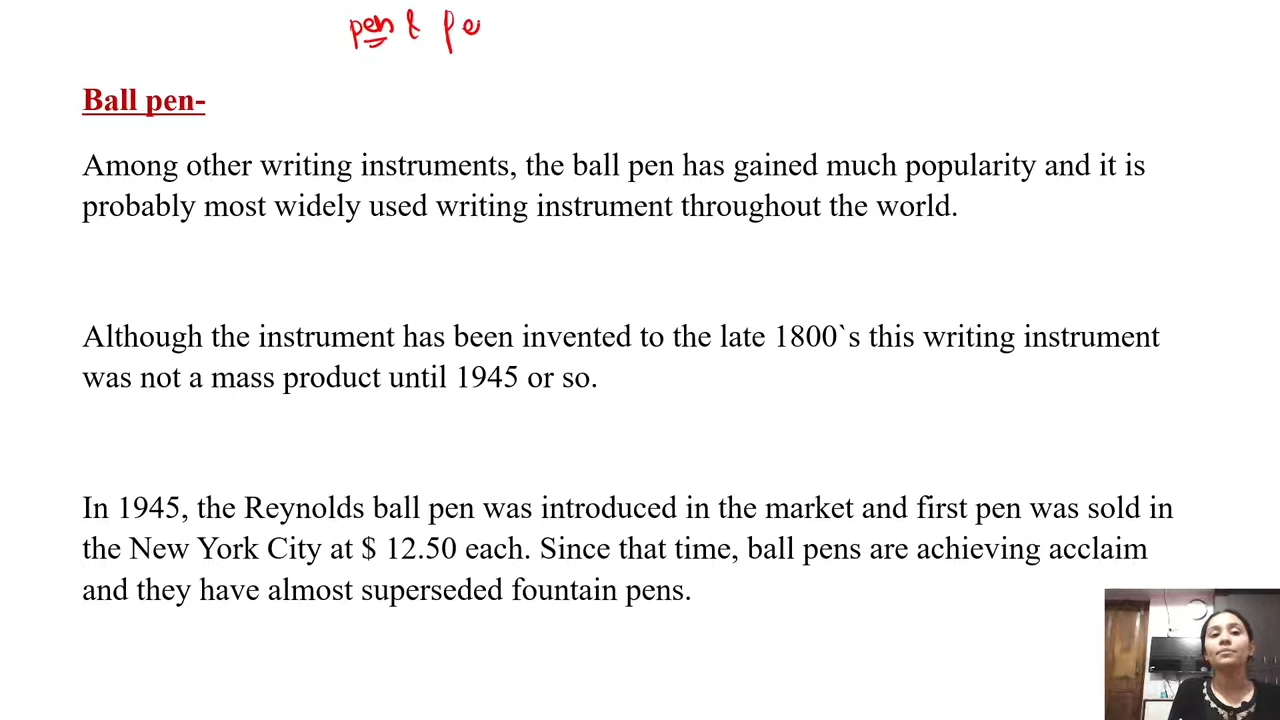 pen & pe
Ball pen-
Among other writing instruments, the ball pen has gained much popularity and it is
probably most widely used writing instrument throughout the world.
Although the instrument has been invented to the late 1800`s this writing instrument
was not a mass product until 1945 or so.
In 1945, the Reynolds ball pen was introduced in the market and first pen was sold in
the New York City at $ 12.50 each. Since that time, ball pens are achieving acclaim
and they have almost superseded fountain pens.